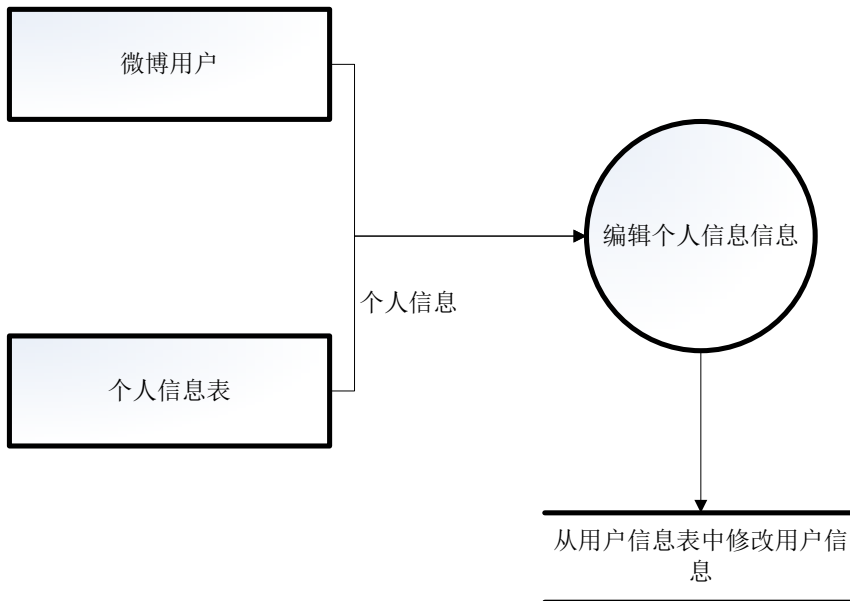 微博用户
编辑个人信息信息
个人信息
个人信息表
从用户信息表中修改用户信
息